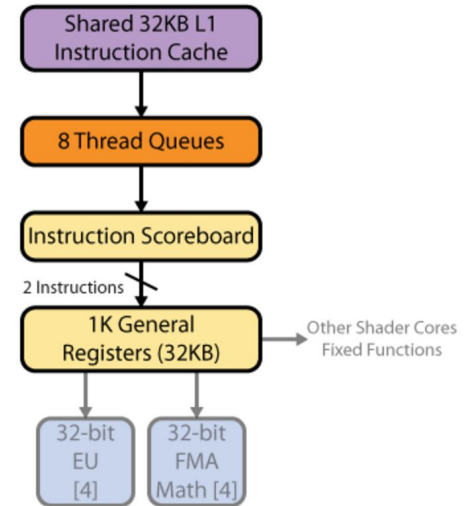 Shared 32KB L1
Instruction Cache
8 Thread Queues
Instruction Scoreboard
2 Instructions
1K General
Registers (32KB)
Other Shader Cores
Fixed Functions
32-bit
EU
[4]
32-bit
FMA
Math [4]